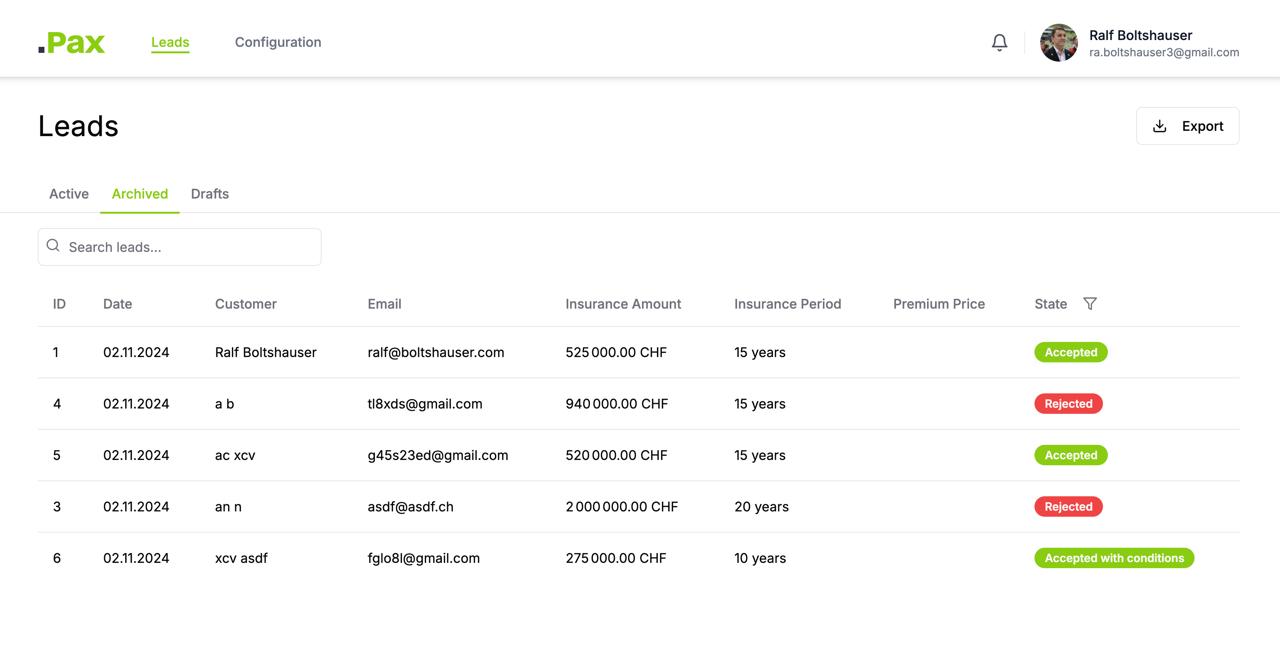 .Pax Leads Configuration Ralf Boltshauser
ra.boltshauser3@gmail.com
Leads Export
Active Archived Drafts
Search leads...
ID Date Customer Email Insurance Amount Insurance Period Premium Price State
1 02.11.2024 Ralf Boltshauser ralf@boltshauser.com 525 000.00 CHF 15 years Accepted
4 02.11.2024 a b tl8xds@gmail.com 940 000.00 CHF 15 years Rejected
5 02.11.2024 ac xcv g45s23ed@gmail.com 520 000.00 CHF 15 years Accepted
3 02.11.2024 an n asdf@asdf.ch 2 000 000.00 CHF 20 years Rejected
6 02.11.2024 xcv asdf fglo8l@gmail.com 275 000.00 CHF 10 years Accepted with conditions